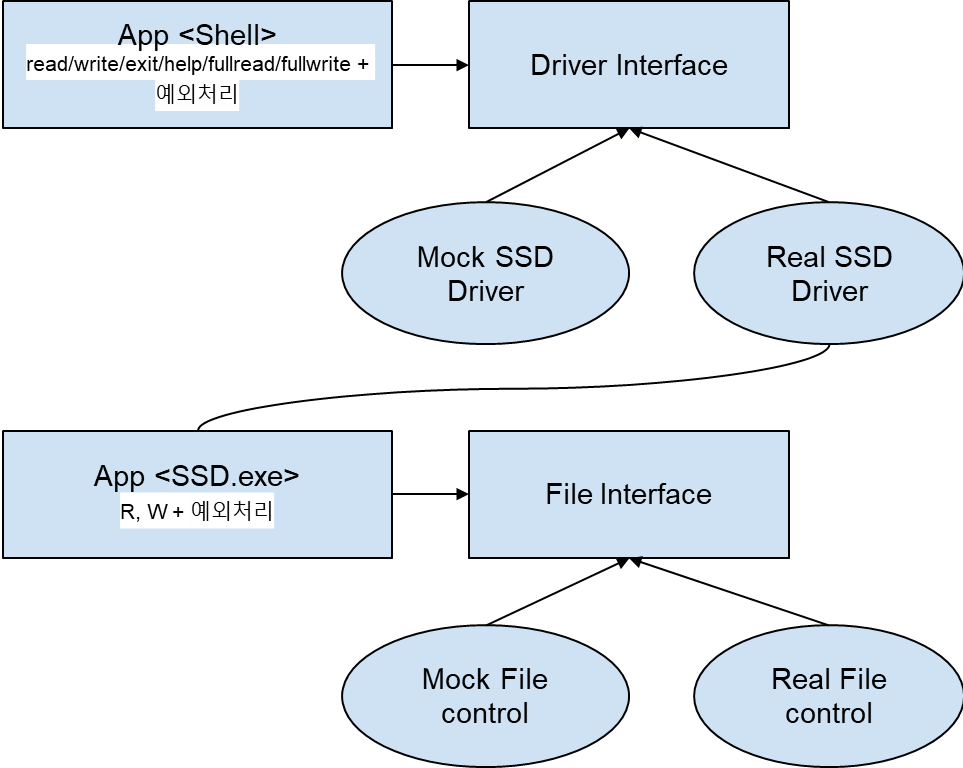 App <Shell>
read/write/exit/help/fullread/fullwrite +
예외처리
Driver Interface
Mock SSD
Driver
Real SSD
Driver
App <SSD.exe>
R, W + 예외처리
File Interface
Mock File
control
Real File
control